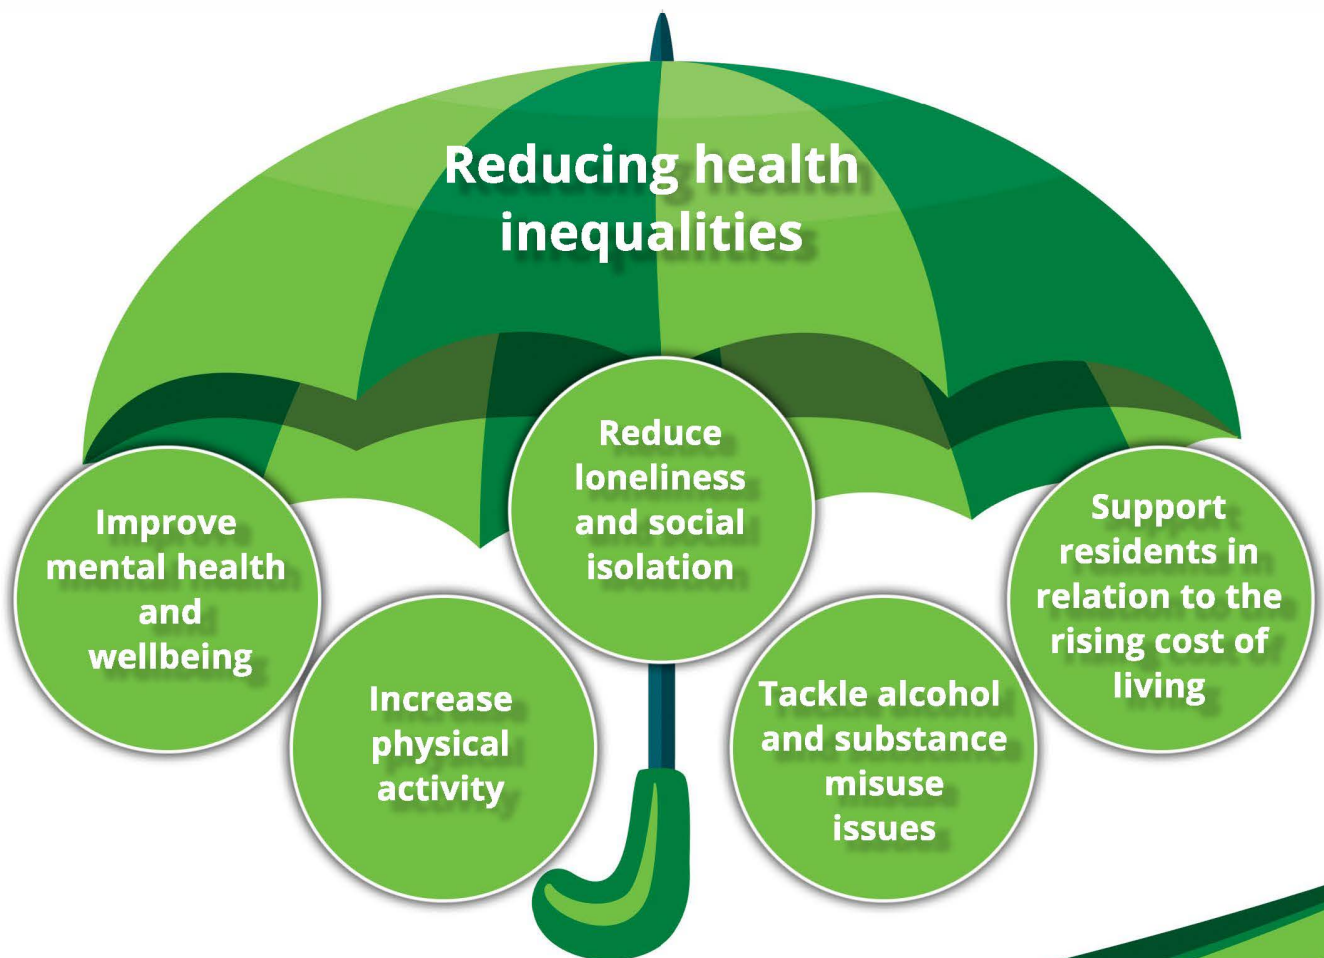 Reducing health
inequalities
Improve
mental health
and
wellbeing
Increase
physical
activity
Reduce
loneliness
and social
isolation
Tackle alcohol
and substance
misuse
issues
Support
residents in
relation to the
rising cost of
living